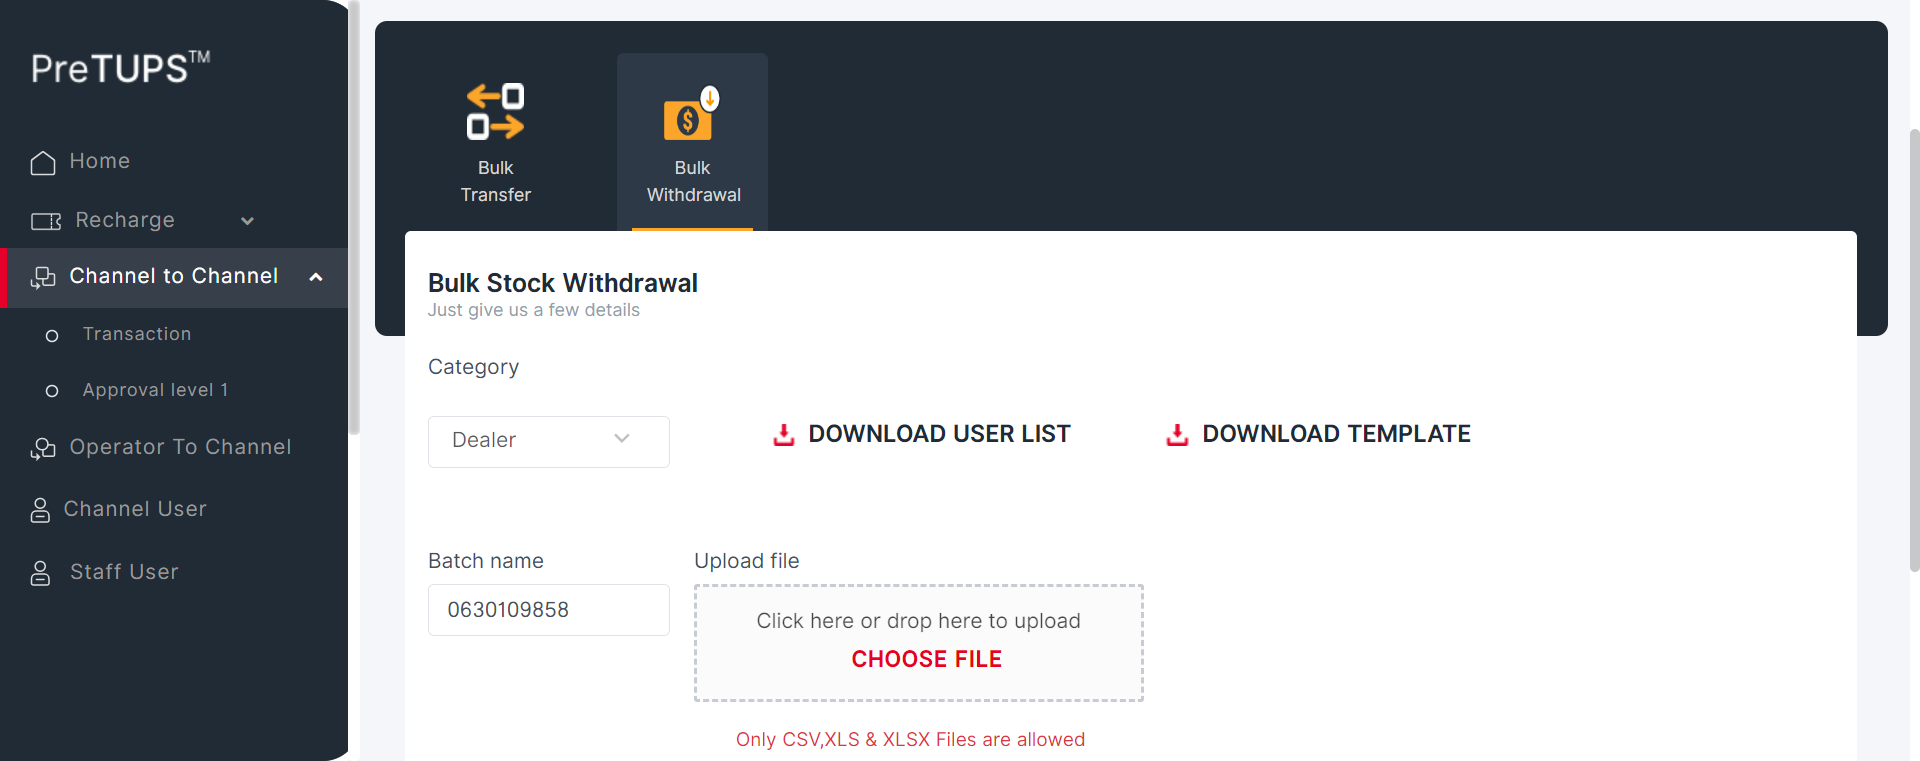 PreTUPS™
Home
Recharge
Channel to Channel
Transaction
Approval level 1
Operator To Channel
Channel User
Staff User
Bulk
Transfer
Bulk
Withdrawal
Bulk Stock Withdrawal
Just give us a few details
Category
Dealer
DOWNLOAD USER LIST
DOWNLOAD TEMPLATE
Batch name
Upload file
0630109858
Click here or drop here to upload
CHOOSE FILE
Only CSV,XLS & XLSX Files are allowed